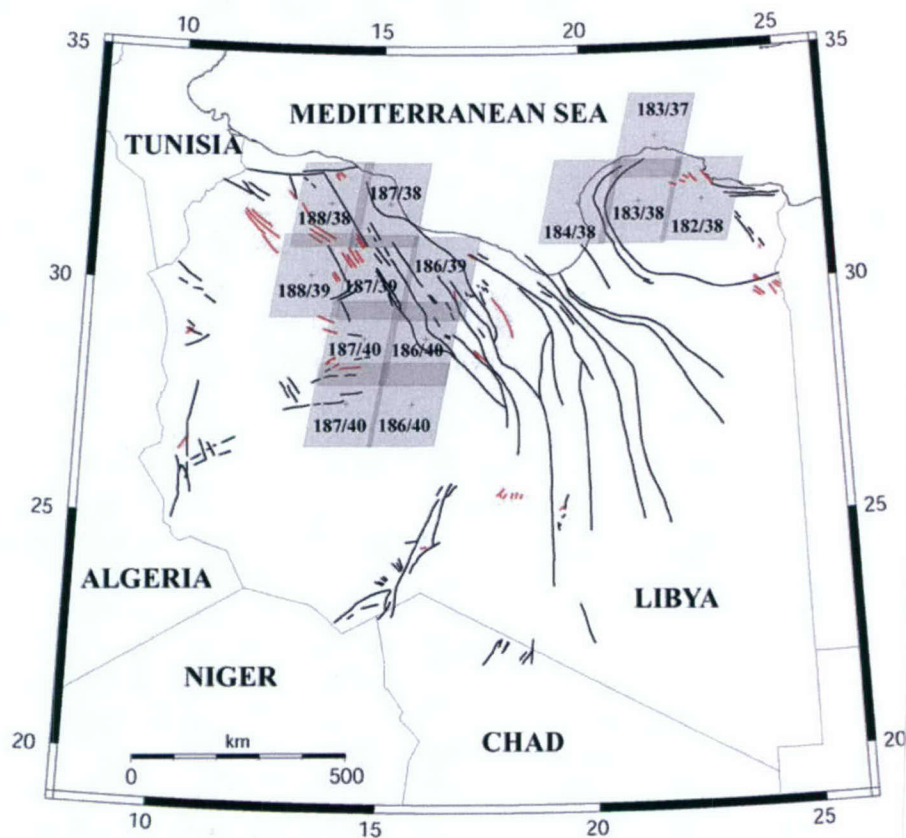 10 15 20 25
35 35
183/37
MEDITERRANEAN SEA
TUNISIA
187/38
188/38
183/38
184/38 182/38
186/39
30 30
188/39 187/39
187/40 186/40
187/40 186/40
25 25
ALGERIA
LIBYA
NIGER
CHAD
20 km 20
0 500
10 15 20 25